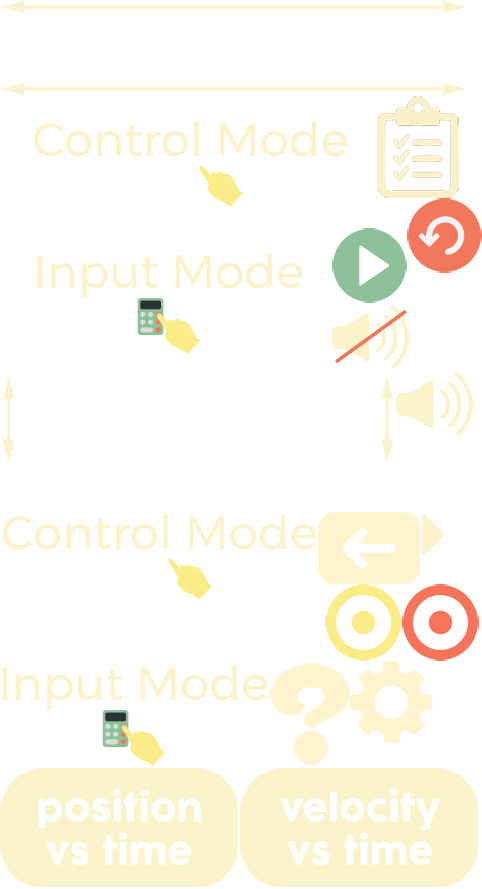 Control Mode
Input Mode
Control Mode
Input Mode
position
vs time
velocity
vs time